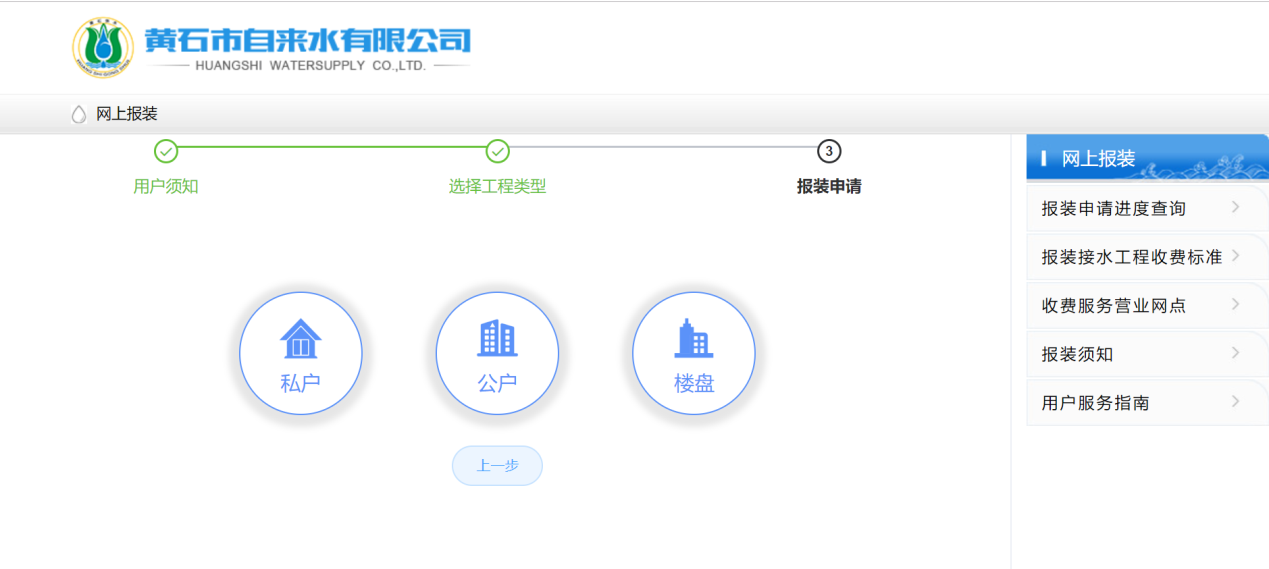 黄石市自来水有限公司
HUANGSHI WATERSUPPLY CO.,LTD.
网上报装
用户须知
选择工程类型
3
报装申请
私户
公户
楼盘
上一步
网上报装
报装申请进度查询
报装接水工程收费标准
收费服务营业网点
报装须知
用户服务指南